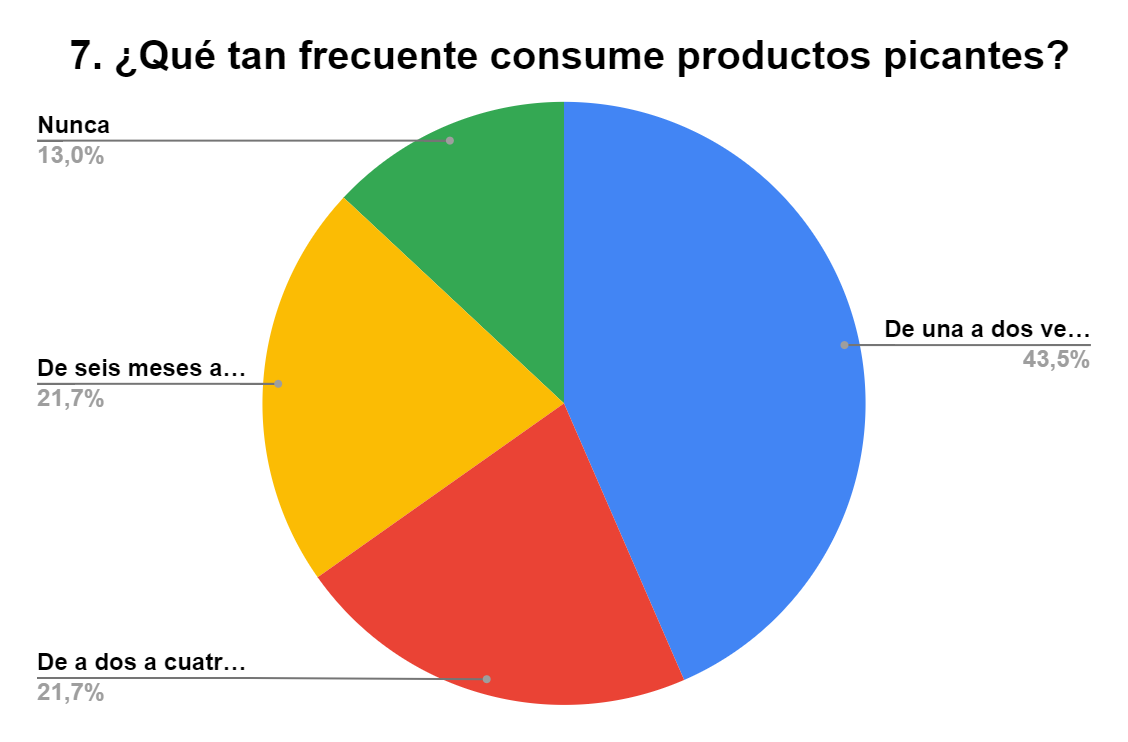 7. ¿Qué tan frecuente consume productos picantes?
Nunca
13,0%
De una a dos ve…
43,5%
De seis meses a…
21,7%
De a dos a cuatr…
21,7%